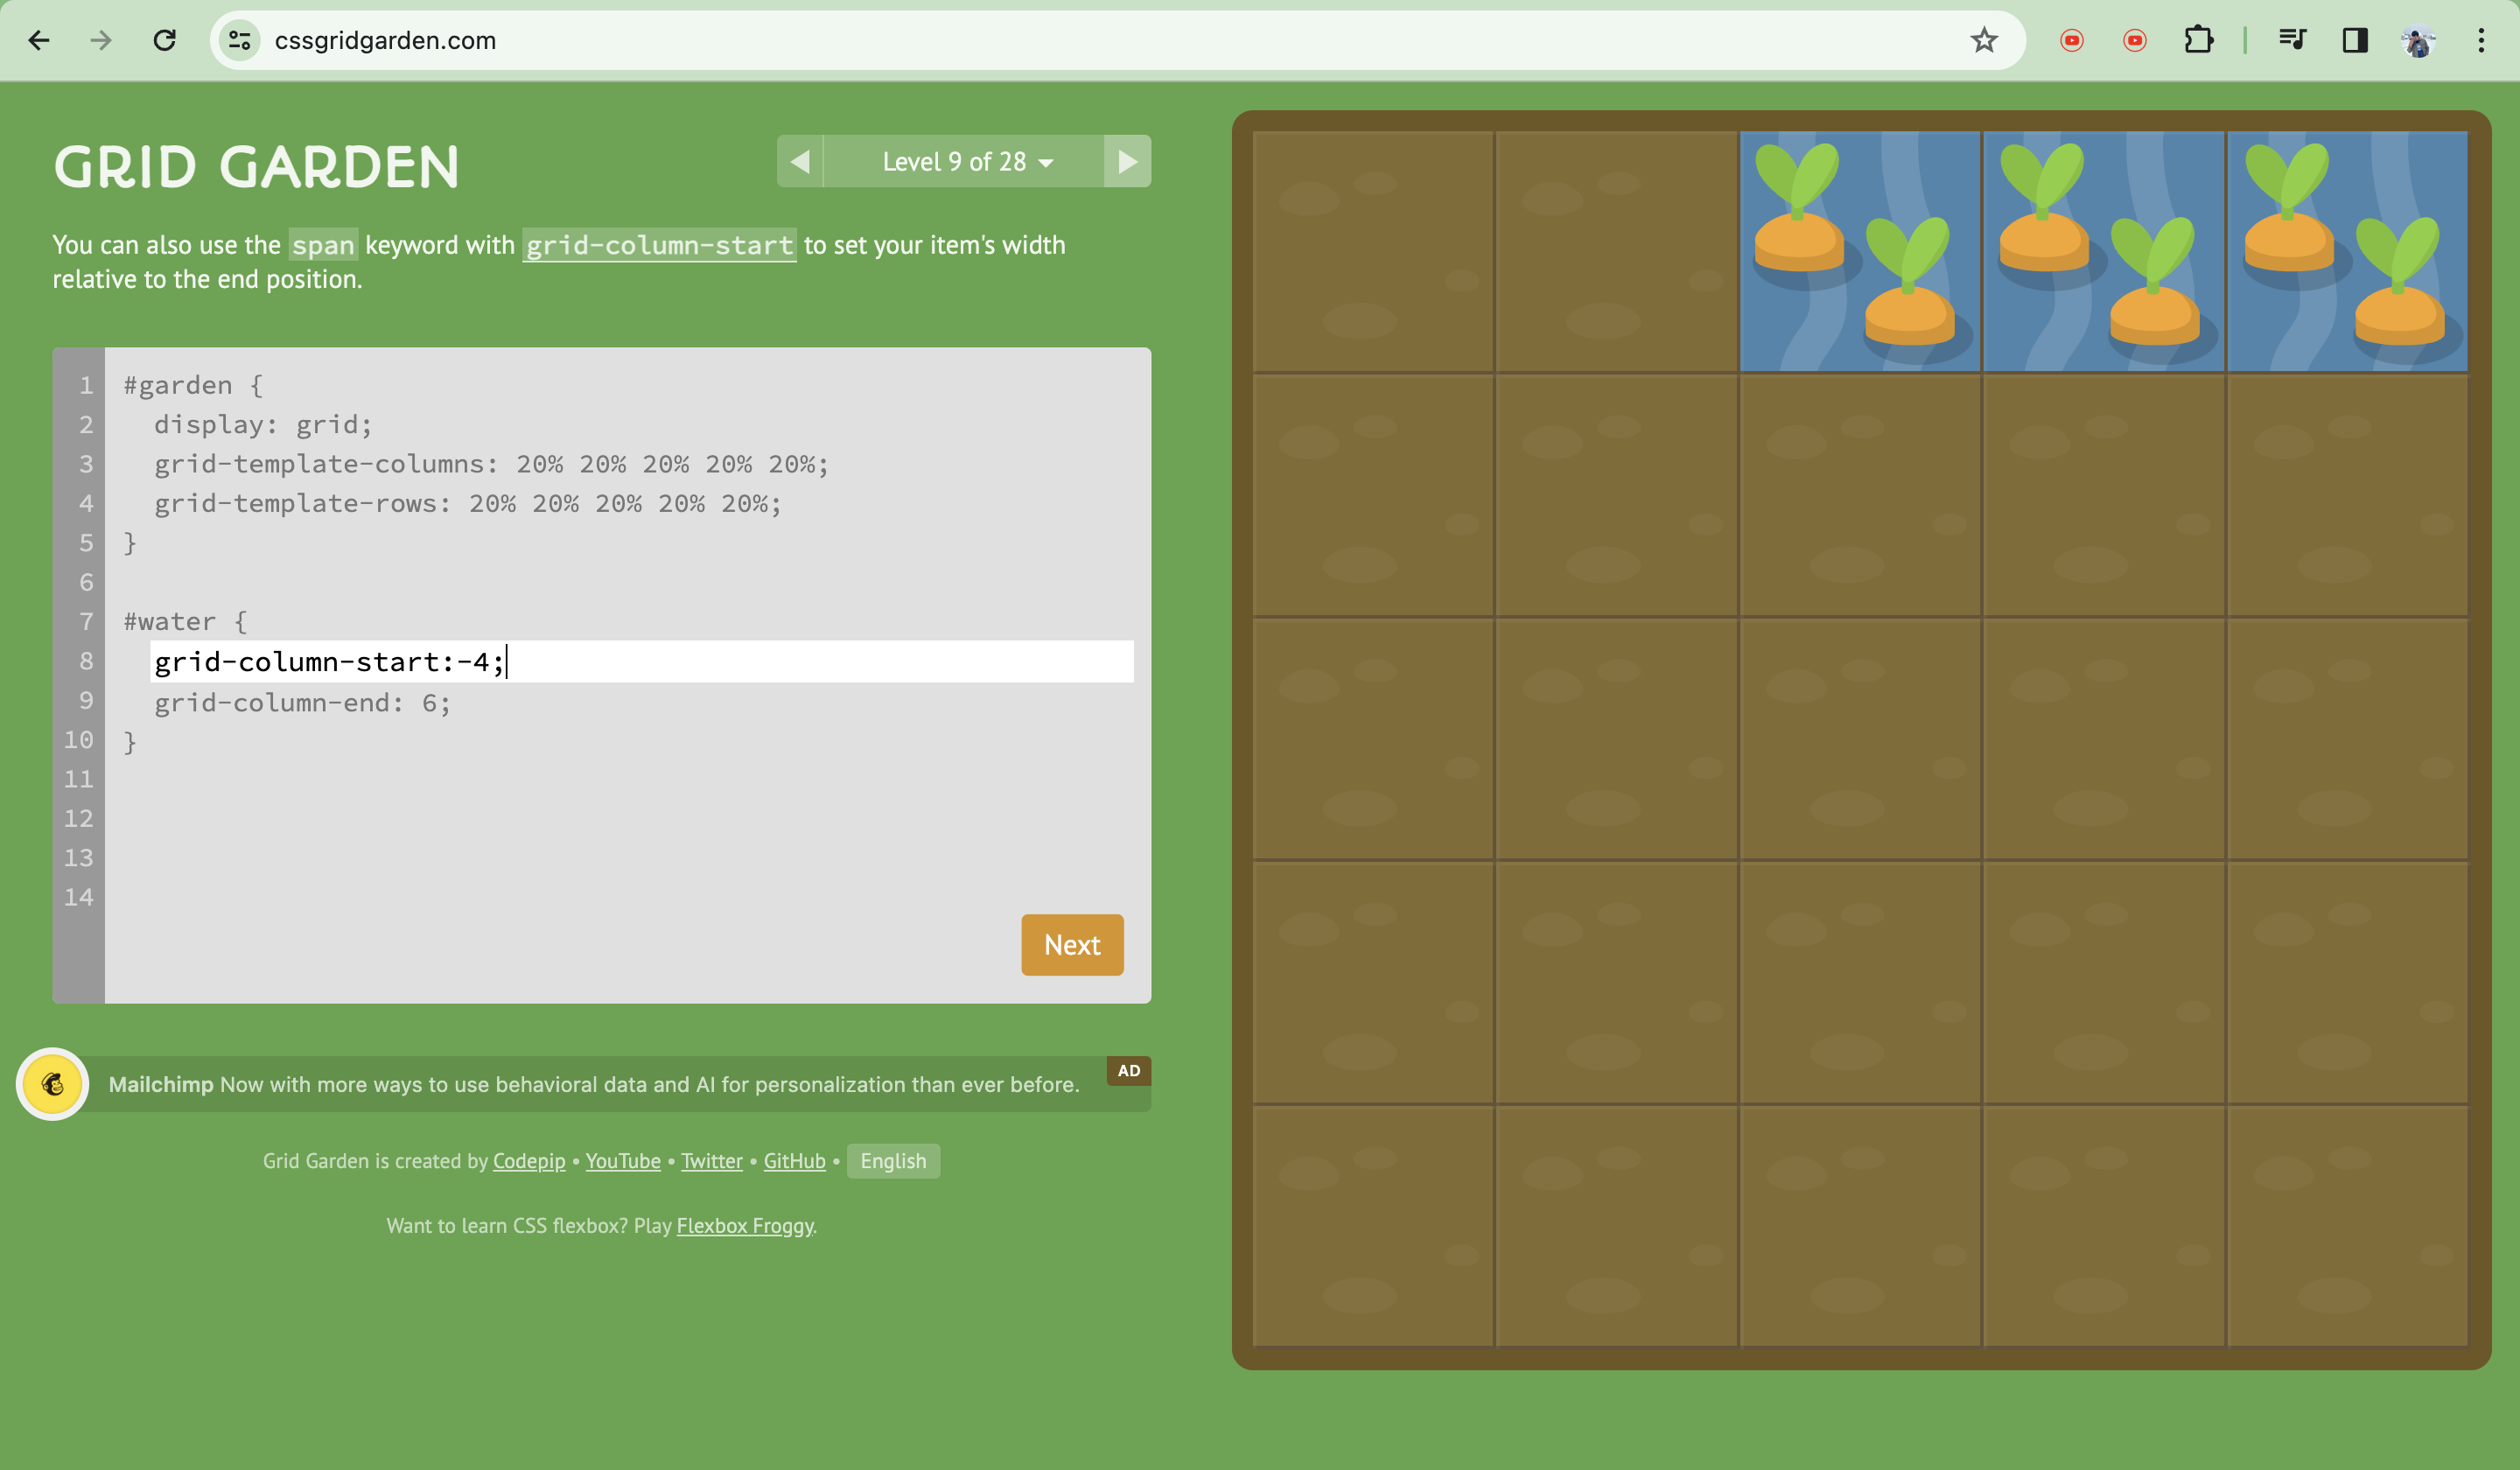 cssgridgarden.com
GRID GARDEN
Level 9 of 28
You can also use the span keyword with grid-column-start to set your item's width
relative to the end position.
1 #garden {
2 display: grid;
3 grid-template-columns: 20% 20% 20% 20% 20%;
4 grid-template-rows: 20% 20% 20% 20% 20%;
5 }
6
7 #water {
8 grid-column-start:-4;
9 grid-column-end: 6;
10 }
11
12
13
14
Next
Mailchimp Now with more ways to use behavioral data and AI for personalization than ever before.
AD
Grid Garden is created by Codepip • YouTube • Twitter • GitHub • English
Want to learn CSS flexbox? Play Flexbox Froggy.